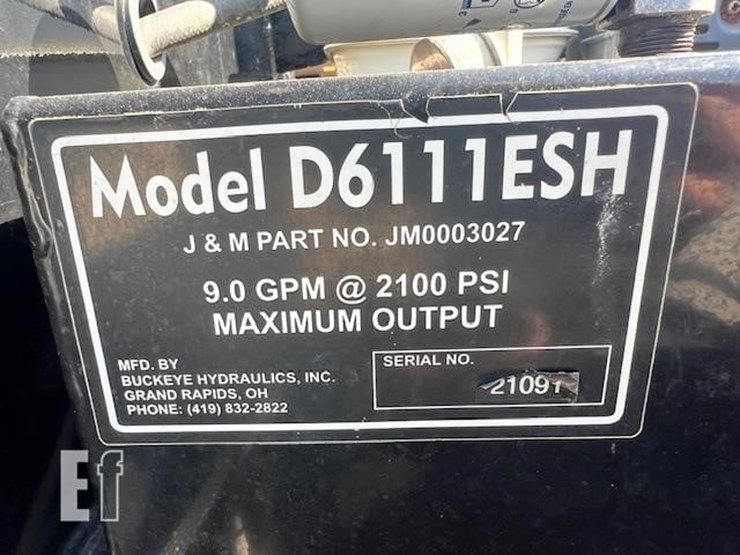 Model D6111ESH
J & M PART NO. JM0003027
9.0 GPM @ 2100 PSI
MAXIMUM OUTPUT
MFD. BY
BUCKEYE HYDRAULICS, INC.
GRAND RAPIDS, OH
PHONE: (419) 832-2822
SERIAL NO.
21091
Ef